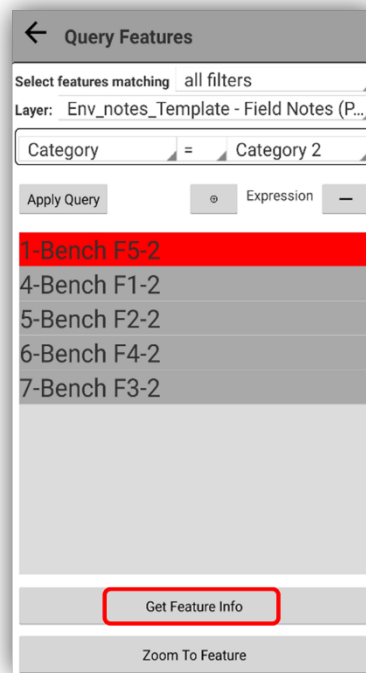 Query Features
Select features matching all filters
Layer: Env_notes_Template - Field Notes (P...
Category = Category 2
Apply Query Expression
1-Bench F5-2
4-Bench F1-2
5-Bench F2-2
6-Bench F4-2
7-Bench F3-2
Get Feature Info
Zoom To Feature